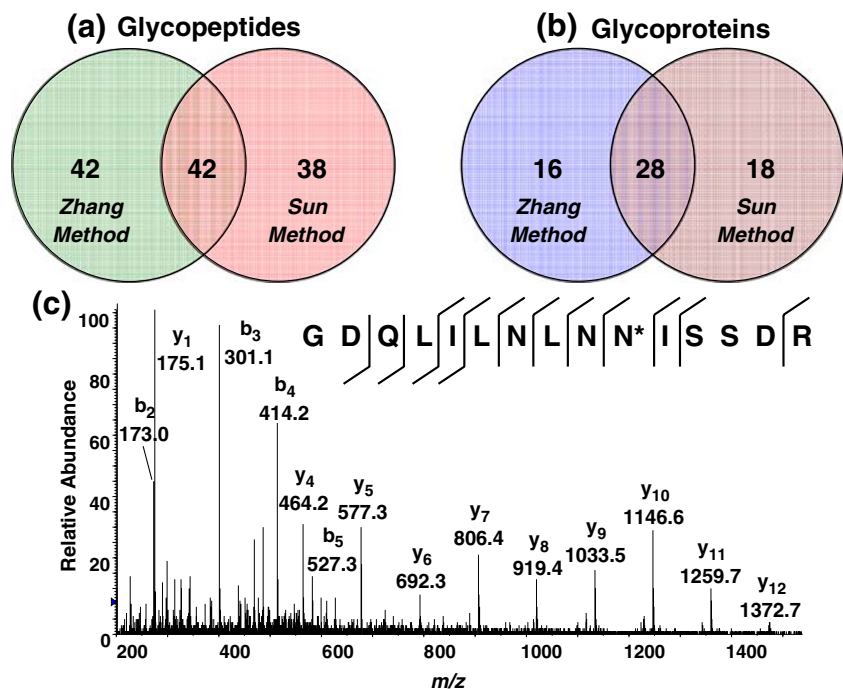 (a) Glycopeptides
42
42
38
Zhang
Method
Sun
Method
(b) Glycoproteins
16
28
18
Zhang
Method
Sun
Method
(c)
G D Q L I L N L N N* I S S D R
Relative Abundance
100
80
60
40
20
0
b2
173.0
y1
175.1
b3
301.1
b4
414.2
y4
464.2
b5
527.3
y5
577.3
y6
692.3
y7
806.4
y8
919.4
y9
1033.5
y10
1146.6
y11
1259.7
y12
1372.7
200 400 600 800 1000 1200 1400
m/z